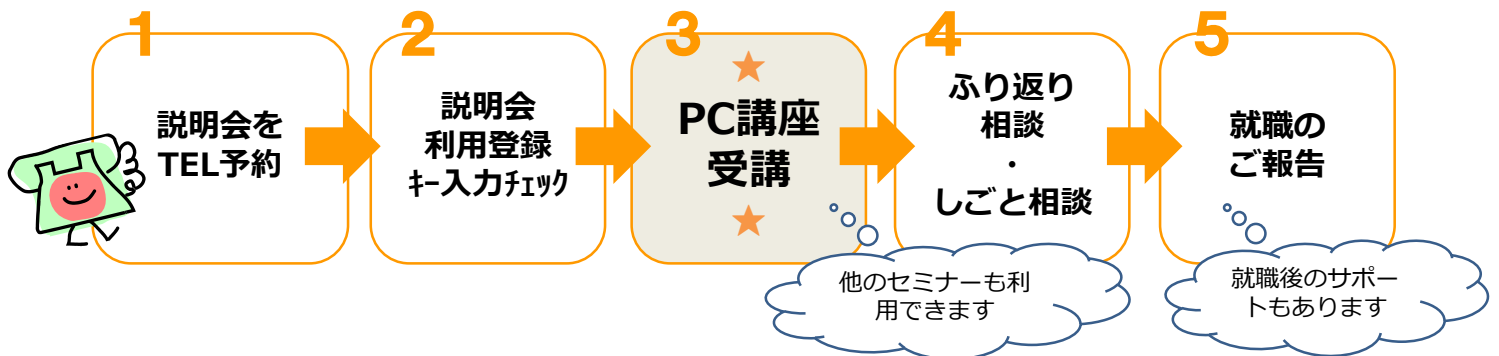 1
説明会を
TEL予約
2
説明会
利用登録
ｷｰ入力ﾁｪｯｸ
3
PC講座
受講
4
ふり返り
相談
・
しごと相談
5
就職の
ご報告
他のセミナーも利
用できます
就職後のサポー
トもあります